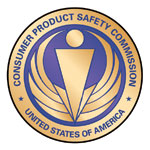 CONSUMER PRODUCT SAFETY COMMISSION
UNITED STATES OF AMERICA